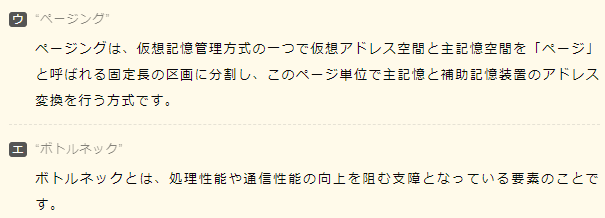 ウ “ページング”
ページングは、仮想記憶管理方式の一つで仮想アドレス空間と主記憶空間を「ページ」
と呼ばれる固定長の区画に分割し、このページ単位で主記憶と補助記憶装置のアドレス
変換を行う方式です。
エ “ボトルネック”
ボトルネックとは、処理性能や通信性能の向上を阻む支障となっている要素のことで
す。